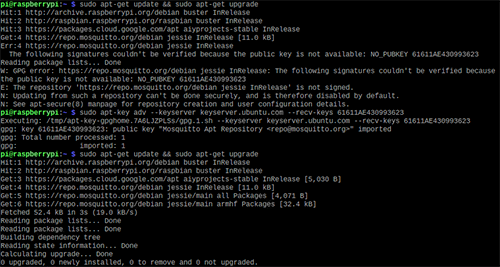 pi@raspberrypi:~ $ sudo apt-get update && sudo apt-get upgrade
Hit:1 http://archive.raspberrypi.org/debian buster InRelease
Hit:2 http://raspbian.raspberrypi.org/raspbian buster InRelease
Hit:3 https://packages.cloud.google.com/apt aiyprojects-stable InRelease
Get:4 https://repo.mosquitto.org/debian jessie InRelease [11.0 kB]
Err:4 https://repo.mosquitto.org/debian jessie InRelease
  The following signatures couldn't be verified because the public key is not available: NO_PUBKEY 61611AE430993623
Reading package lists... Done
W: GPG error: https://repo.mosquitto.org/debian jessie InRelease: The following signatures couldn't be verified because
the public key is not available: NO_PUBKEY 61611AE430993623
E: The repository 'https://repo.mosquitto.org/debian jessie InRelease' is not signed.
N: Updating from such a repository can't be done securely, and is therefore disabled by default.
N: See apt-secure(8) manpage for repository creation and user configuration details.
pi@raspberrypi:~ $ sudo apt-key adv --keyserver keyserver.ubuntu.com --recv-keys 61611AE430993623
Executing: /tmp/apt-key-gpghome.7A6LJZPLSs/gpg.1.sh --keyserver keyserver.ubuntu.com --recv-keys 61611AE430993623
gpg: key 61611AE430993623: public key "Mosquitto Apt Repository <repo@mosquitto.org>" imported
gpg: Total number processed: 1
gpg:               imported: 1
pi@raspberrypi:~ $ sudo apt-get update && sudo apt-get upgrade
Hit:1 http://archive.raspberrypi.org/debian buster InRelease
Hit:2 http://raspbian.raspberrypi.org/raspbian buster InRelease
Get:3 https://packages.cloud.google.com/apt aiyprojects-stable InRelease [5,030 B]
Get:4 https://repo.mosquitto.org/debian jessie InRelease [11.0 kB]
Get:5 https://repo.mosquitto.org/debian jessie/main all Packages [4,071 B]
Get:6 https://repo.mosquitto.org/debian jessie/main armhf Packages [32.4 kB]
Fetched 52.4 kB in 3s (19.0 kB/s)
Reading package lists... Done
Reading package lists... Done
Building dependency tree
Reading state information... Done
Calculating upgrade... Done
0 upgraded, 0 newly installed, 0 to remove and 0 not upgraded.